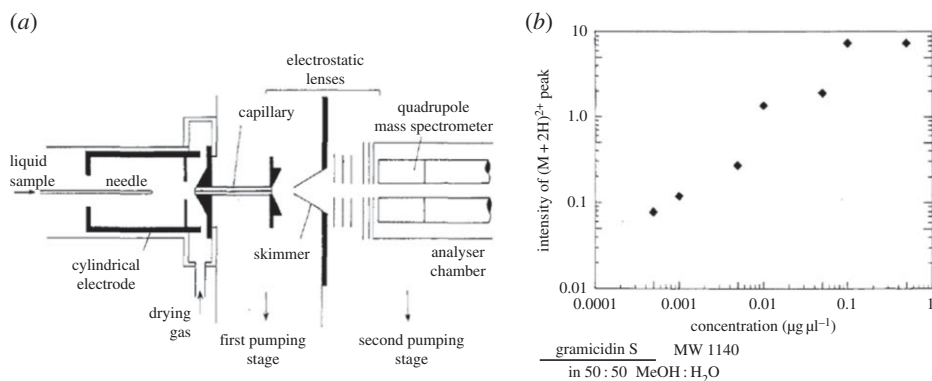 (a)
electrostatic
lenses
capillary
quadrupole
mass spectrometer
liquid
sample
needle
cylindrical
electrode
skimmer
analyser
chamber
drying
gas
first pumping
stage
second pumping
stage
(b)
intensity of (M + 2H)²⁺ peak
10
1.0
0.1
0.01
0.0001
0.001
0.01
0.1
1
concentration (µg µl⁻¹)
gramicidin S MW 1140
in 50 : 50 MeOH : H₂O